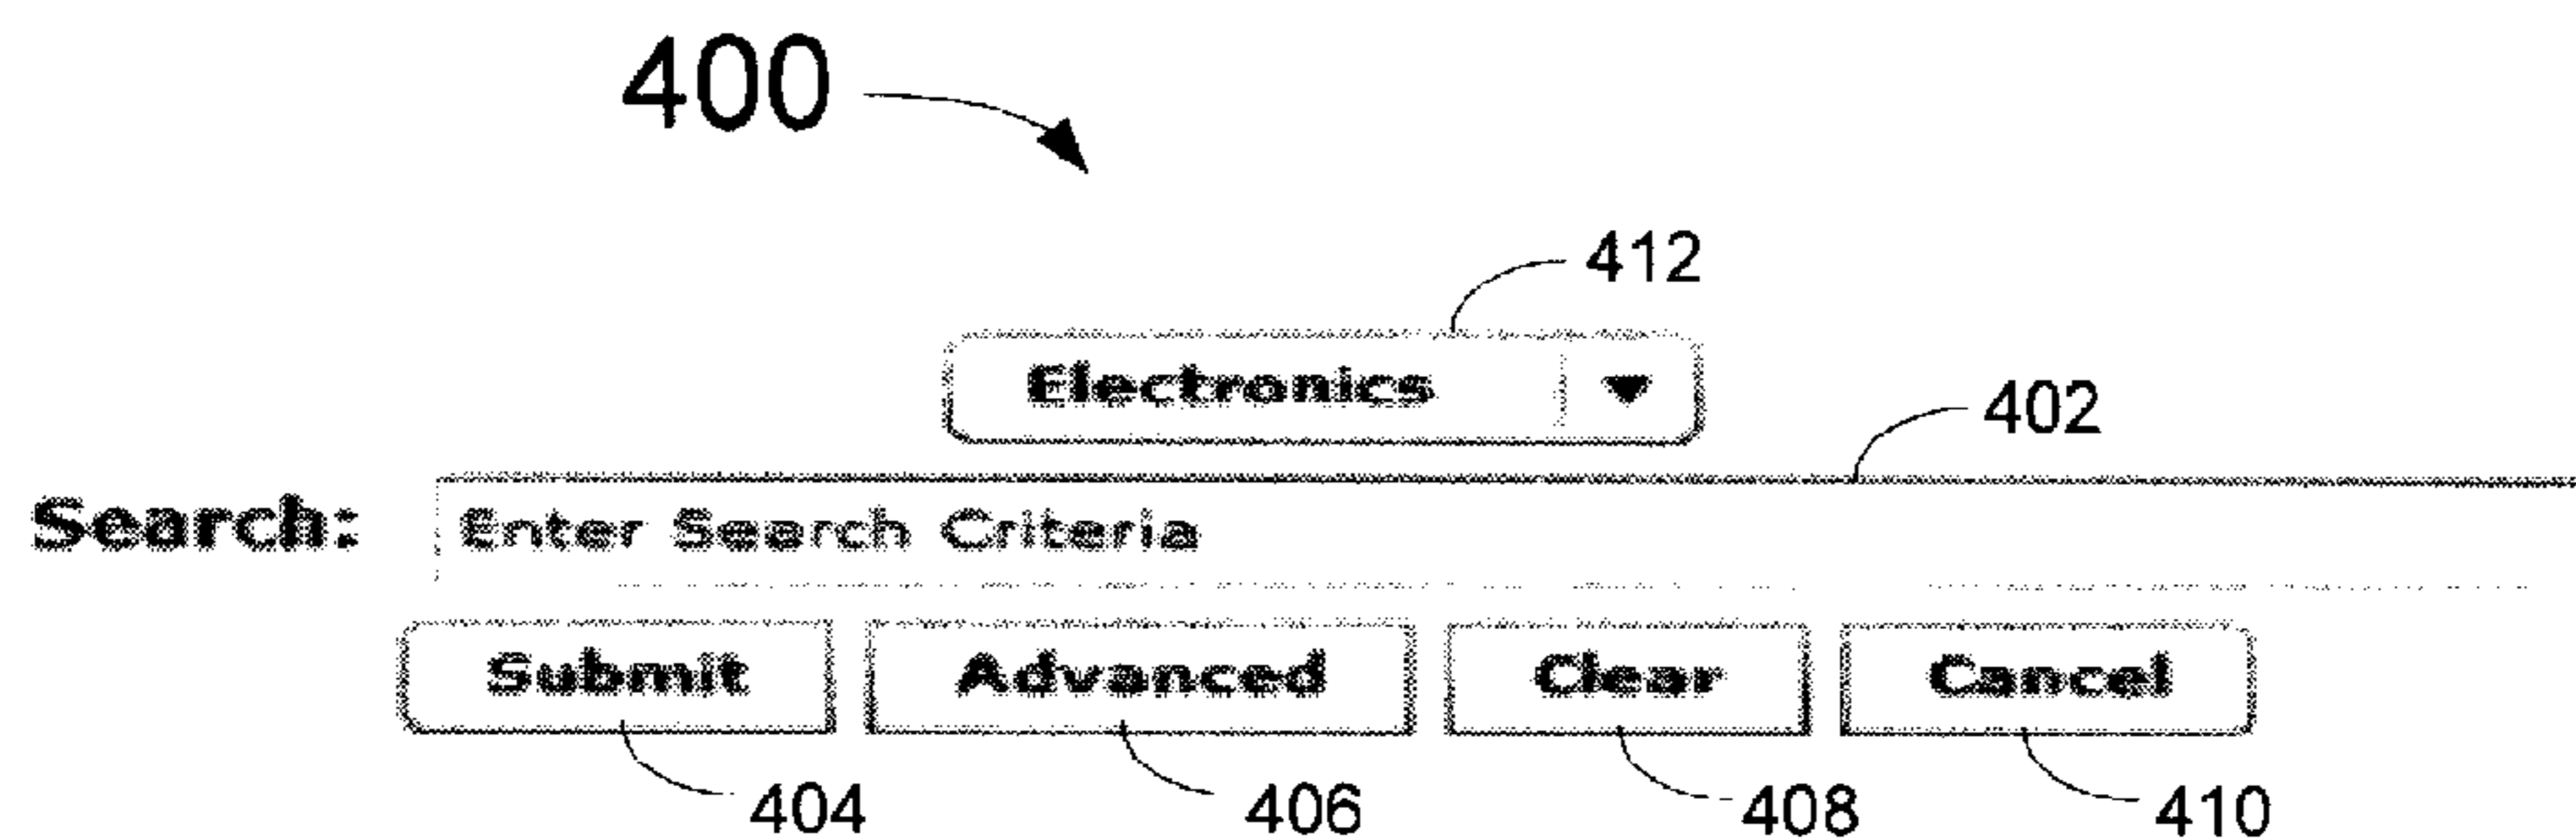 400
412
Electronics
402
Search: Enter Search Criteria
Submit Advanced Clear Cancel
404 406 408 410